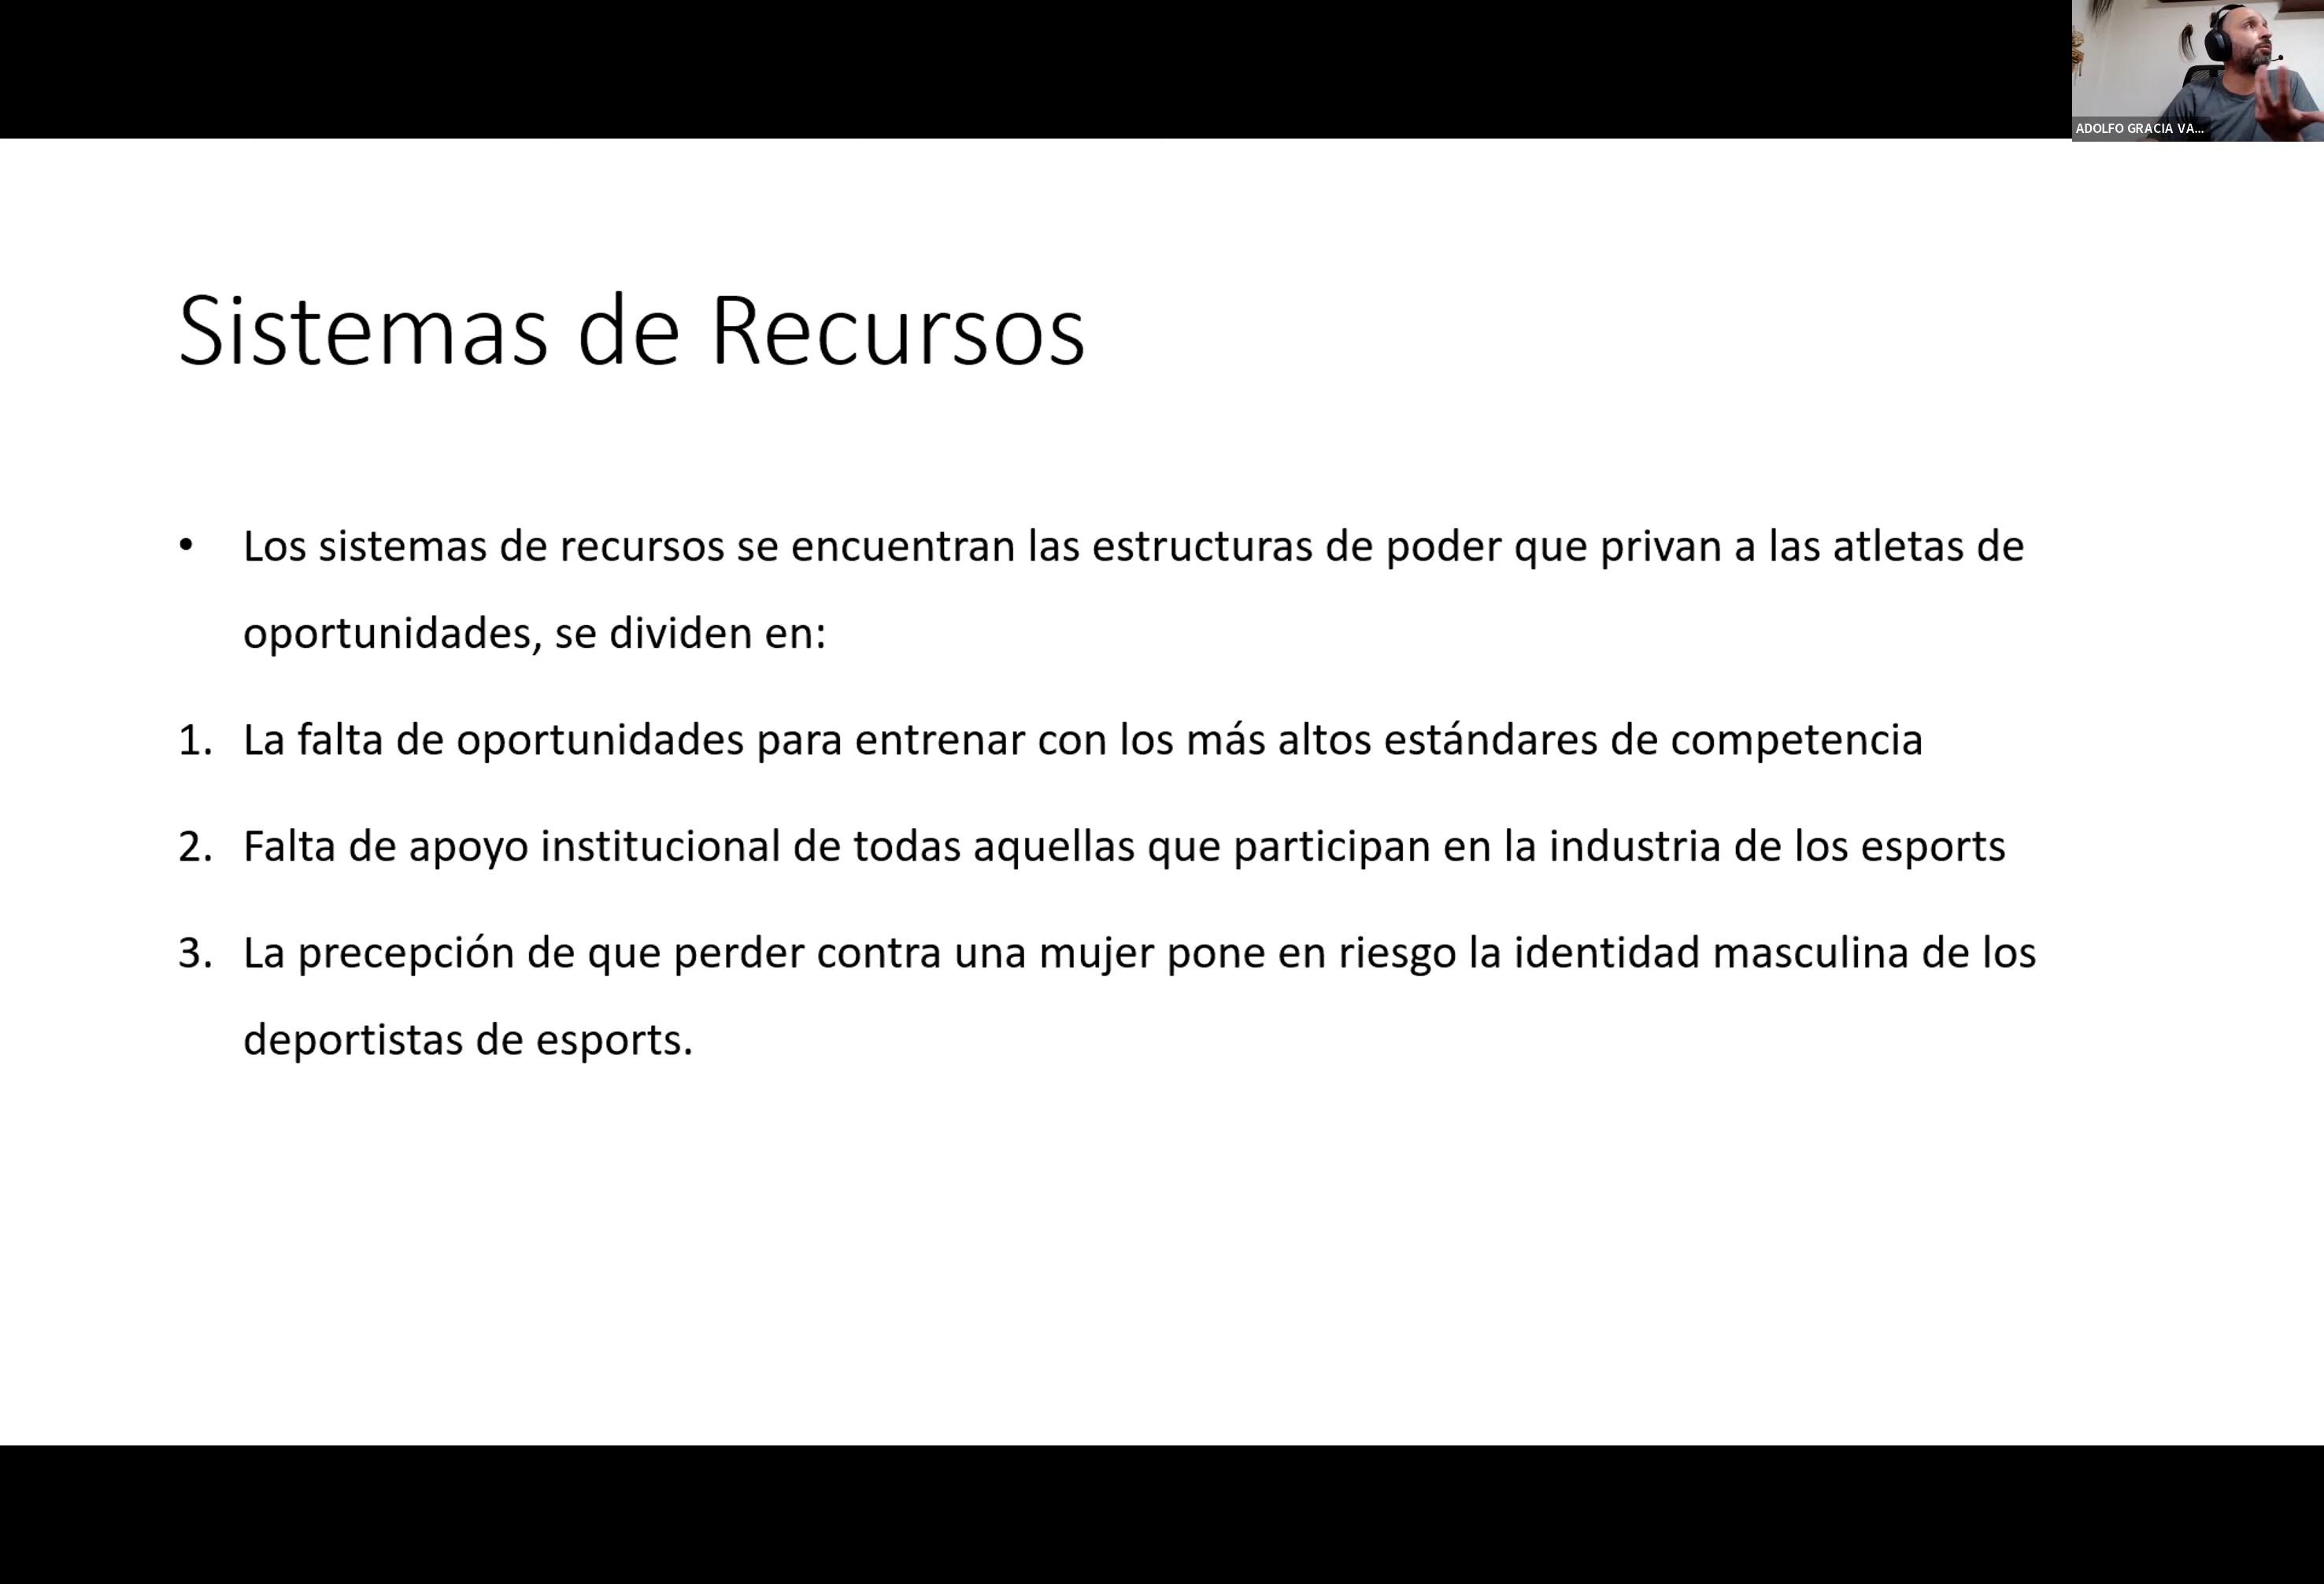 ADOLFO GRACIA VA...
Sistemas de Recursos
• Los sistemas de recursos se encuentran las estructuras de poder que privan a las atletas de
oportunidades, se dividen en:
1. La falta de oportunidades para entrenar con los más altos estándares de competencia
2. Falta de apoyo institucional de todas aquellas que participan en la industria de los esports
3. La precepción de que perder contra una mujer pone en riesgo la identidad masculina de los
deportistas de esports.